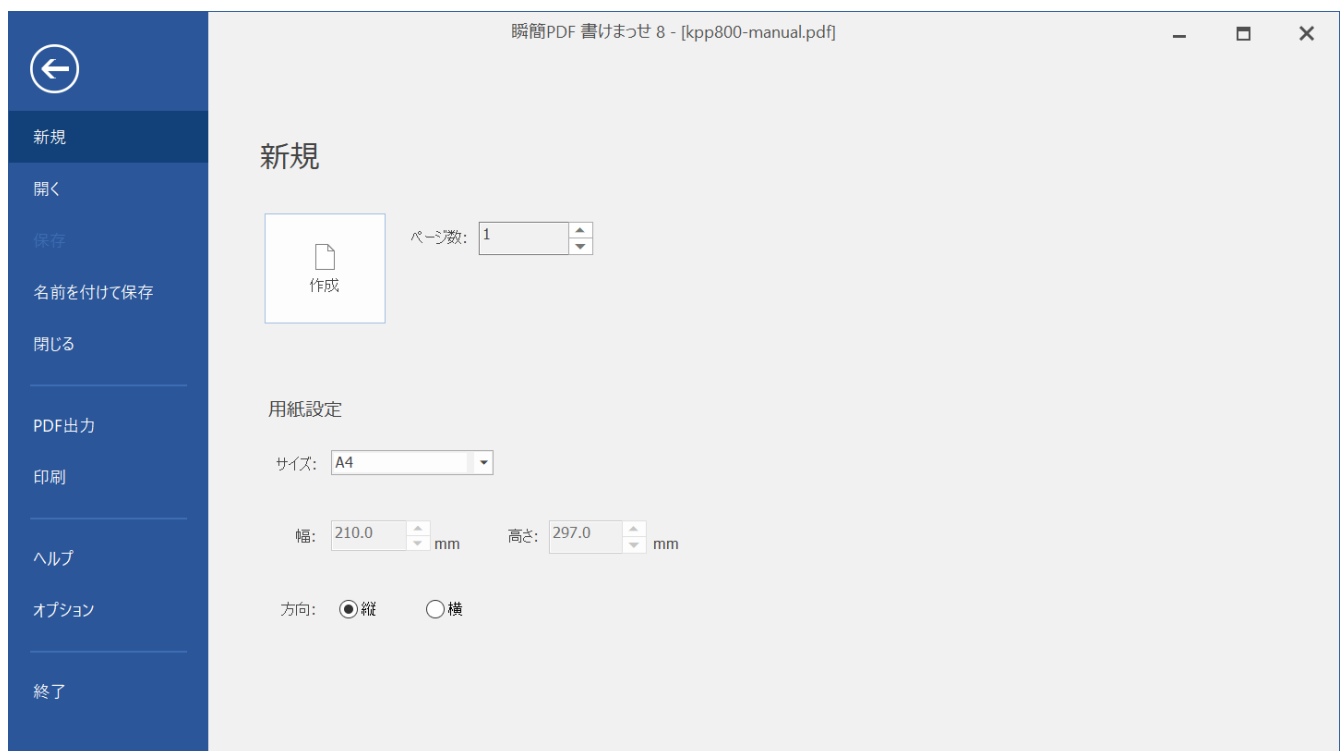 瞬簡PDF 書けまっせ 8 - [kpp800-manual.pdf]
新規
開く
保存
名前を付けて保存
閉じる
PDF出力
印刷
ヘルプ
オプション
終了
新規
作成
ページ数: 1
用紙設定
サイズ: A4
幅: 210.0 mm 高さ: 297.0 mm
方向: 縦 横